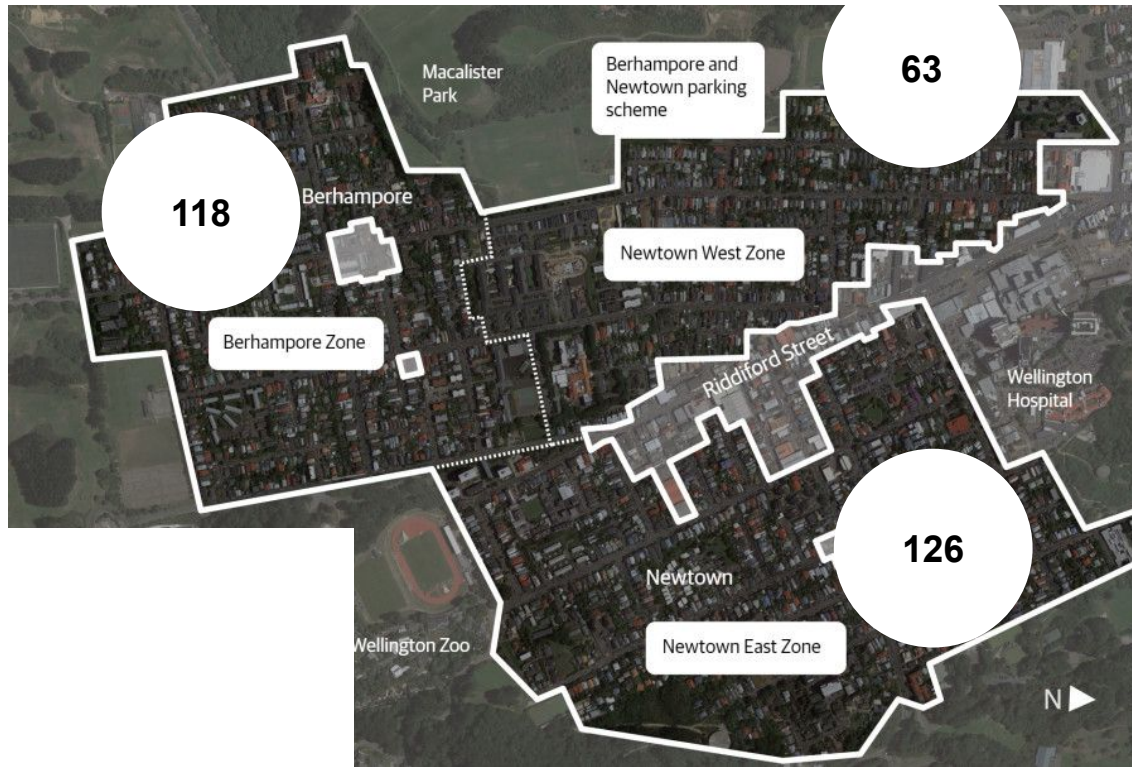 63
Macalister
Park
Berhampore and
Newtown parking
scheme
118
Berhampore
Newtown West Zone
Berhampore Zone
Riddiford Street
Wellington
Hospital
126
Newtown
Wellington Zoo
Newtown East Zone
N